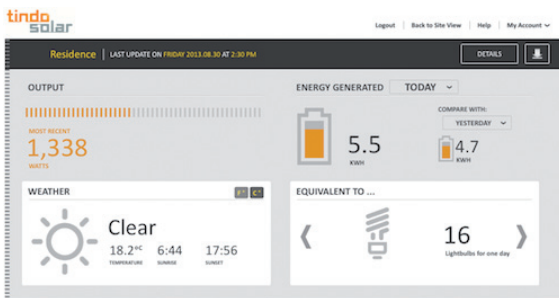 tindo
solar
Logout | Back to Site View | Help | My Account
Residence | LAST UPDATE ON FRIDAY 2013.08.30 AT 2:30 PM
DETAILS
OUTPUT
MOST RECENT
1,338
WATTS
ENERGY GENERATED TODAY
COMPARE WITH:
YESTERDAY
5.5
KWH
4.7
KWH
WEATHER
F° C°
Clear
18.2°C 6:44 17:56
TEMPERATURE SUNRISE SUNSET
EQUIVALENT TO ...
16
Lightbulbs for one day